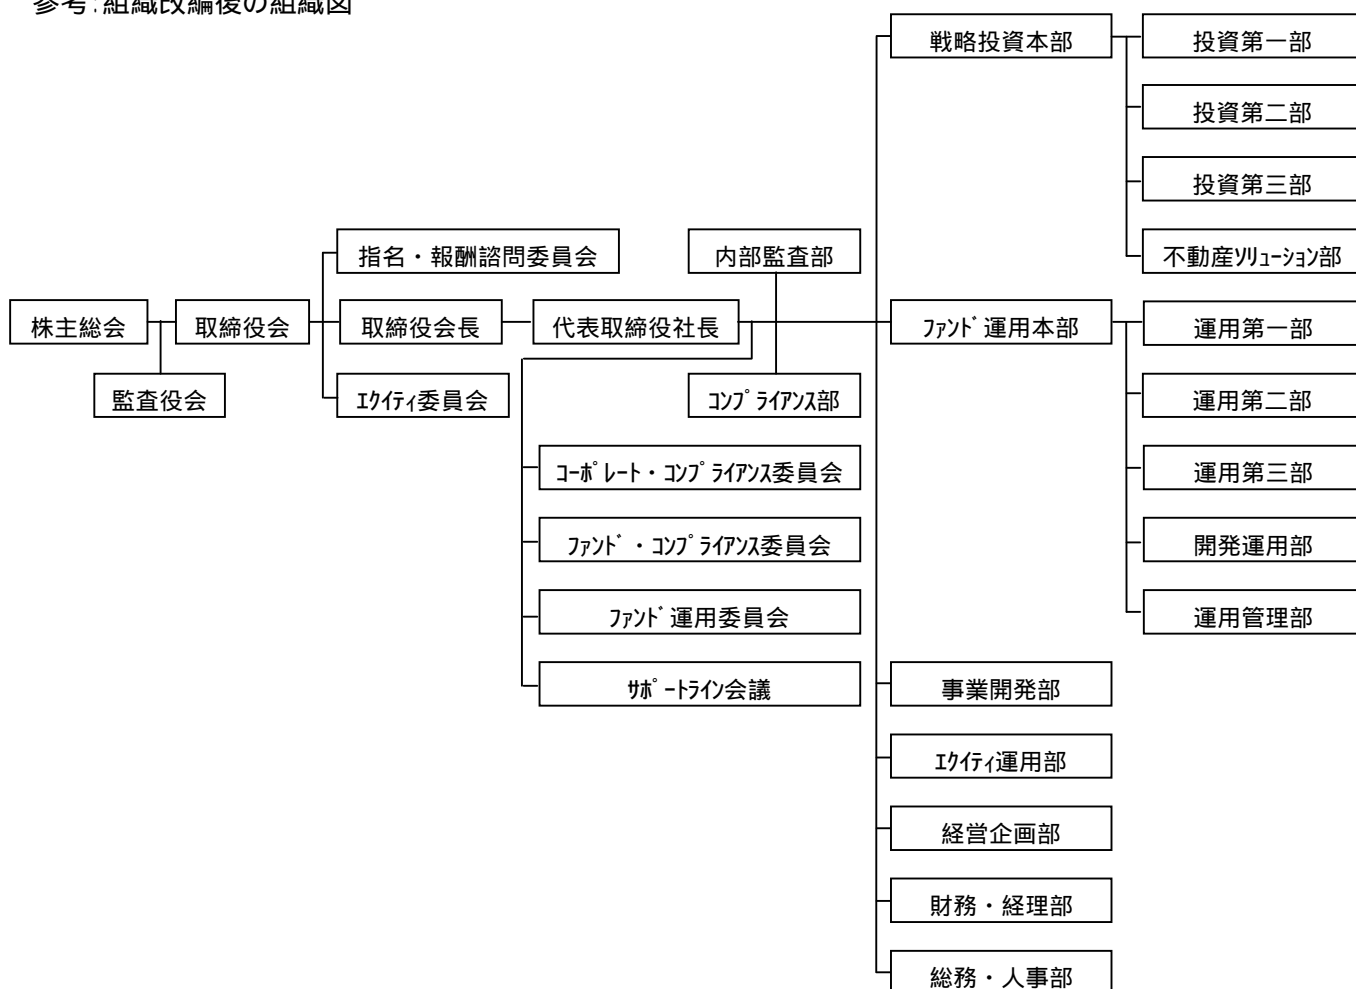 参考:組織改編後の組織図
戦略投資本部
投資第一部
投資第二部
投資第三部
不動産ｿﾘｭｰｼｮﾝ部
指名・報酬諮問委員会
内部監査部
株主総会
取締役会
取締役会長
代表取締役社長
ﾌｧﾝﾄﾞ運用本部
運用第一部
監査役会
ｴｸｲﾃｨ委員会
ｺﾝﾌﾟﾗｲｱﾝｽ部
運用第二部
ｺｰﾎﾟﾚｰﾄ・ｺﾝﾌﾟﾗｲｱﾝｽ委員会
運用第三部
ﾌｧﾝﾄﾞ・ｺﾝﾌﾟﾗｲｱﾝｽ委員会
開発運用部
ﾌｧﾝﾄﾞ運用委員会
運用管理部
ｻﾎﾟｰﾄﾗｲﾝ会議
事業開発部
ｴｸｲﾃｨ運用部
経営企画部
財務・経理部
総務・人事部